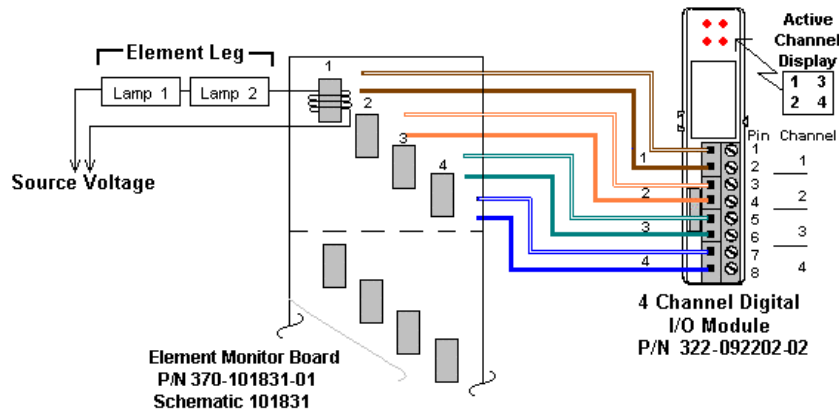 Element Leg
Lamp 1
Lamp 2
Source Voltage
1
2
3
4
1
2
3
4
Active
Channel
Display
1 3
2 4
Pin Channel
1
2
3
4
5
6
7
8
1
2
3
4
4 Channel Digital
I/O Module
P/N 322-092202-02
Element Monitor Board
P/N 370-101831-01
Schematic 101831